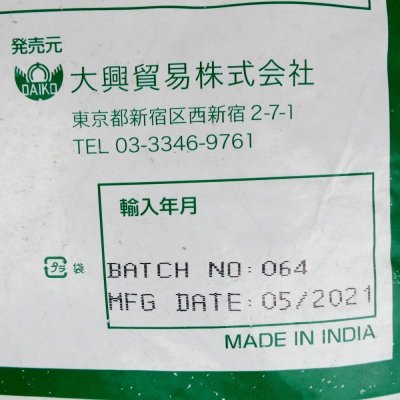 発売元
DAIKO 大興貿易株式会社
東京都新宿区西新宿 2-7-1
TEL 03-3346-9761
輸入年月
プラ 袋
BATCH NO:064
MFG DATE:05/2021
MADE IN INDIA